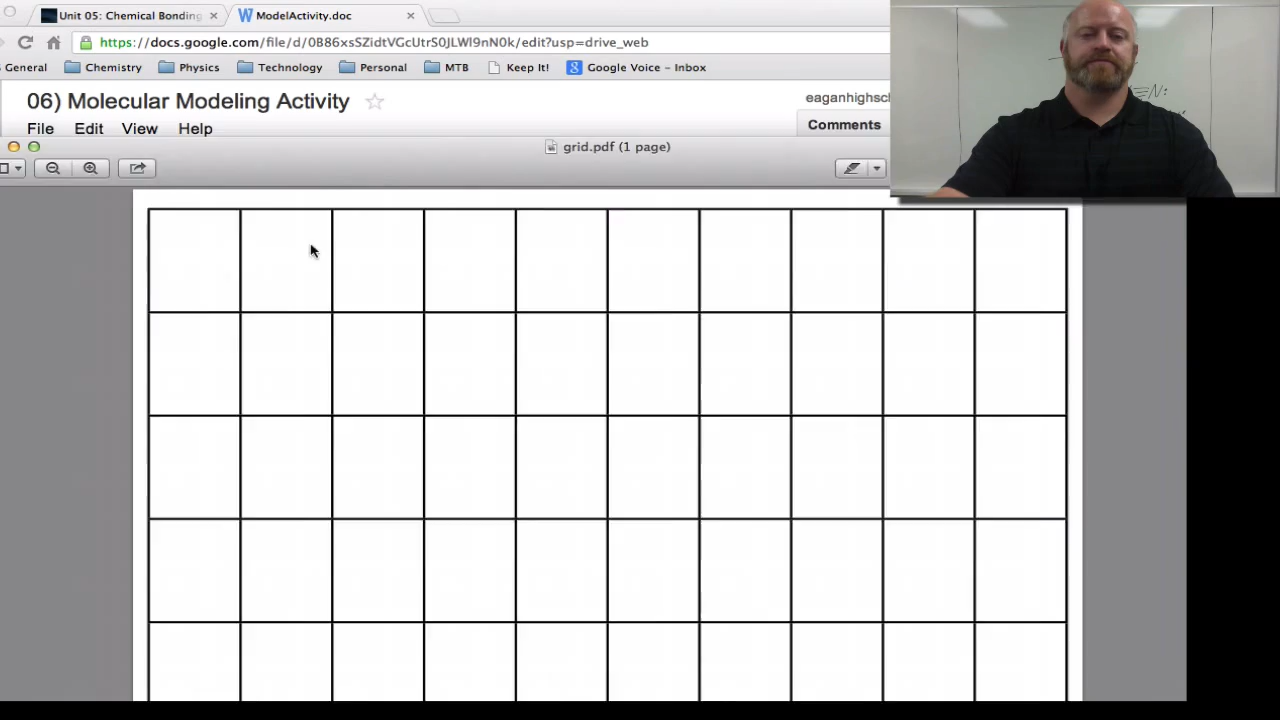 Unit 05: Chemical Bonding
ModelActivity.doc
https://docs.google.com/file/d/0B86xsSZidtVGcUtrS0JLWl9nN0k/edit?usp=drive_web
General Chemistry Physics Technology Personal MTB Keep It! Google Voice - Inbox
06) Molecular Modeling Activity
eaganhighsch
File Edit View Help
Comments
grid.pdf (1 page)